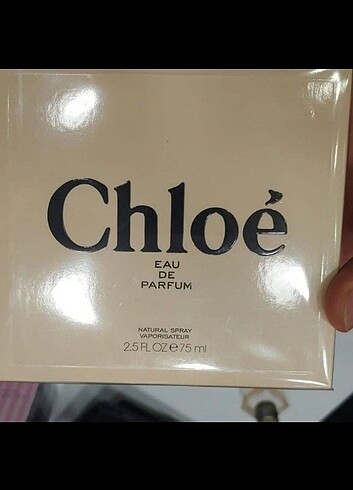 Chloé
EAU
DE
PARFUM
NATURAL SPRAY
VAPORISATEUR
2.5 FL OZ ℮ 75 ml